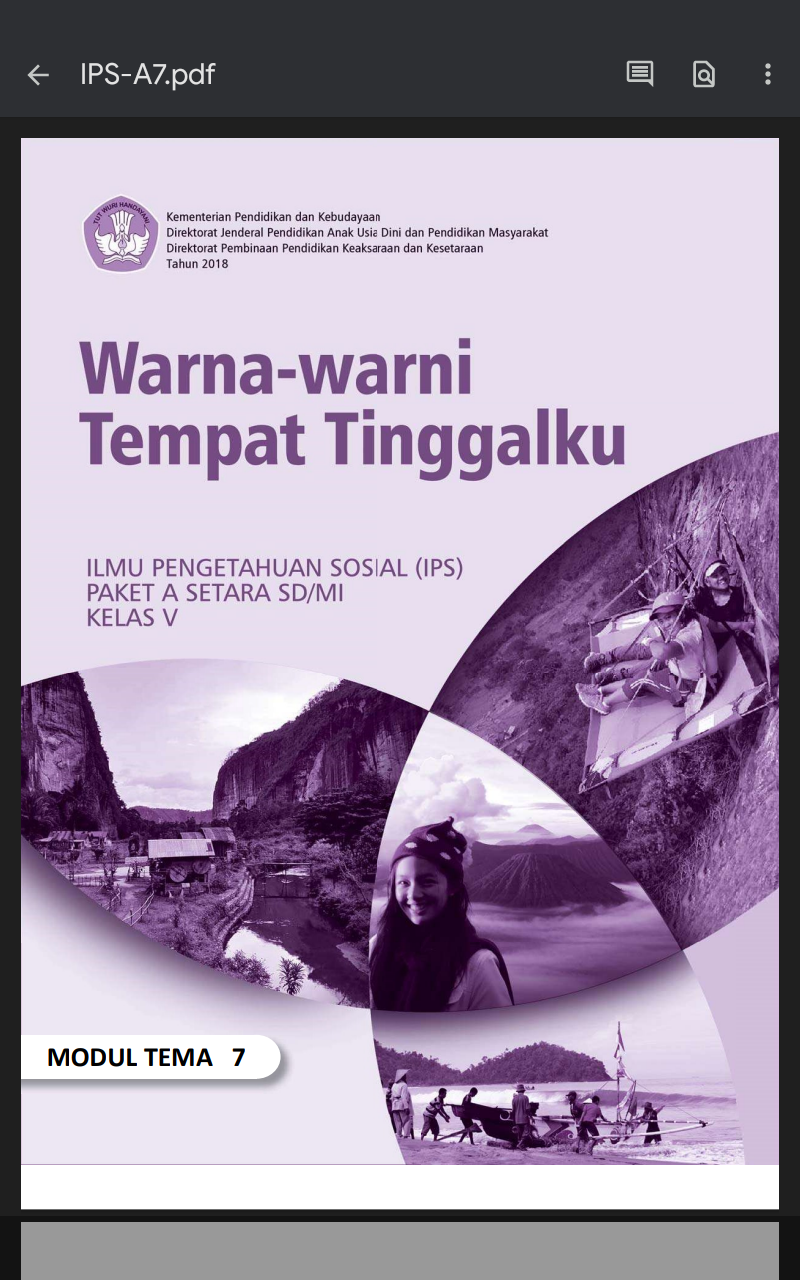 IPS-A7.pdf
TUT WURI HANDAYANI
Kementerian Pendidikan dan Kebudayaan
Direktorat Jenderal Pendidikan Anak Usia Dini dan Pendidikan Masyarakat
Direktorat Pembinaan Pendidikan Keaksaraan dan Kesetaraan
Tahun 2018
Warna-warni
Tempat Tinggalku
ILMU PENGETAHUAN SOSIAL (IPS)
PAKET A SETARA SD/MI
KELAS V
MODUL TEMA 7